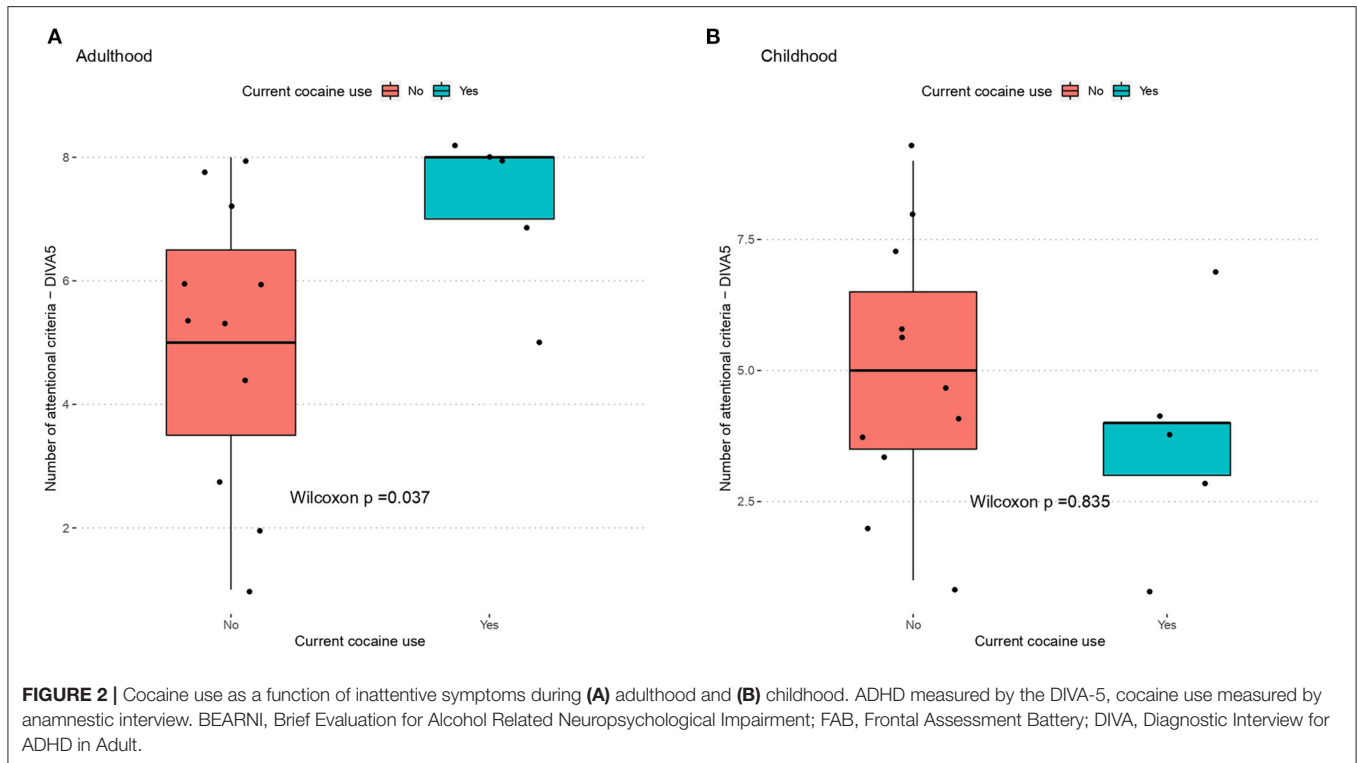 A
Adulthood
Current cocaine use No Yes
Number of attentional criteria – DIVA5
8
6
4
2
Wilcoxon p =0.037
No Yes
Current cocaine use
B
Childhood
Current cocaine use No Yes
Number of attentional criteria – DIVA5
7.5
5.0
2.5
Wilcoxon p =0.835
No Yes
Current cocaine use
FIGURE 2 | Cocaine use as a function of inattentive symptoms during (A) adulthood and (B) childhood. ADHD measured by the DIVA-5, cocaine use measured by
anamnestic interview. BEARNI, Brief Evaluation for Alcohol Related Neuropsychological Impairment; FAB, Frontal Assessment Battery; DIVA, Diagnostic Interview for
ADHD in Adult.